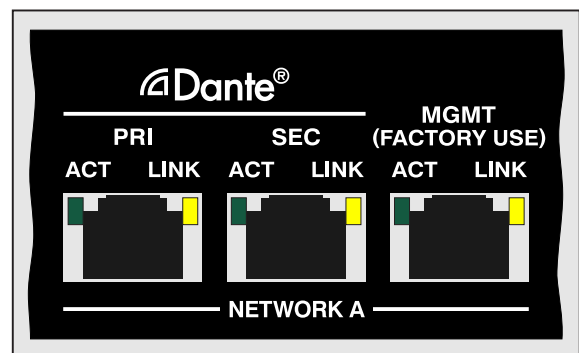 Dante®
MGMT
(FACTORY USE)
PRI SEC
ACT LINK ACT LINK ACT LINK
NETWORK A